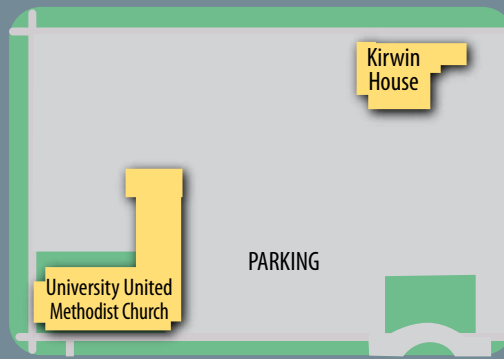 Kirwin
House
PARKING
University United
Methodist Church